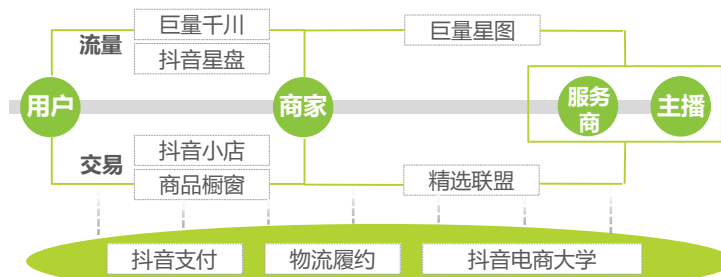 巨量千川
巨量星图
流量
抖音星盘
用户
商家
服务
商
主播
抖音小店
交易
商品橱窗
精选联盟
抖音支付
物流履约
抖音电商大学